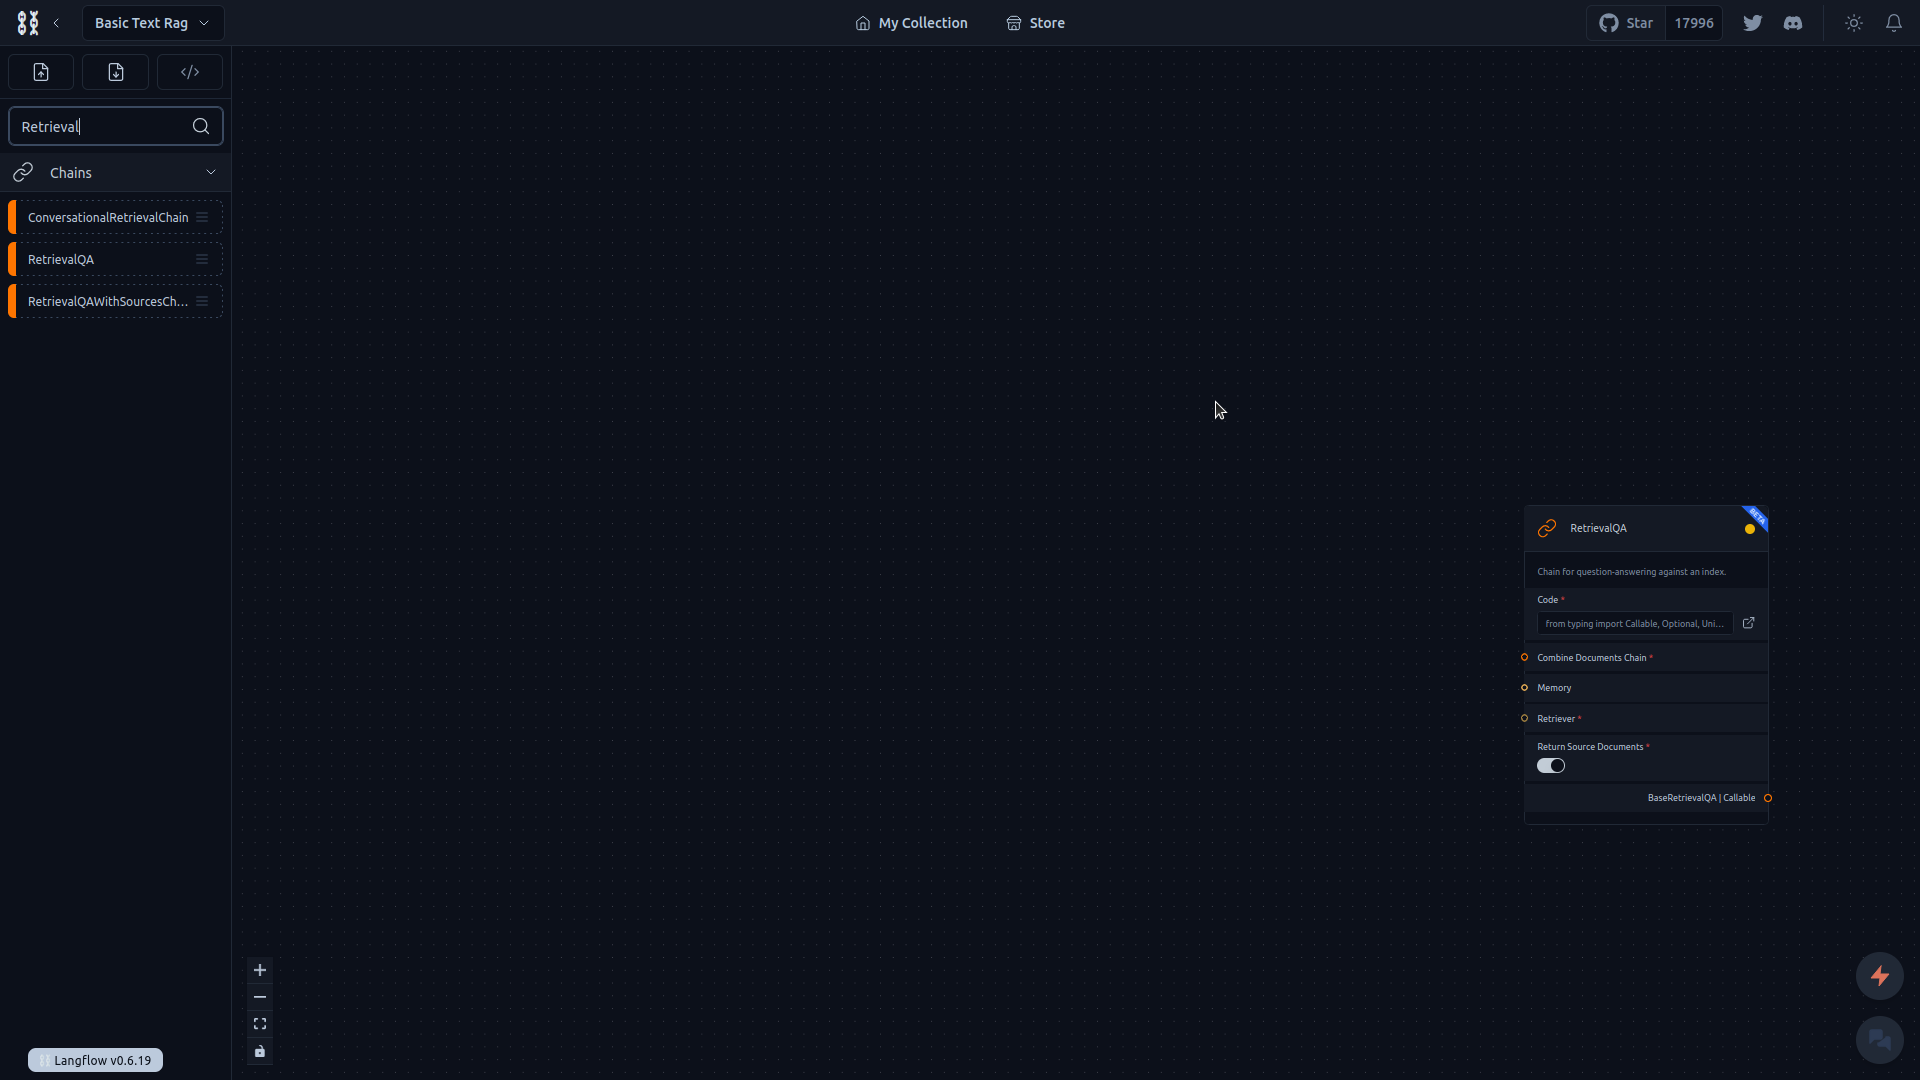 Basic Text Rag
My Collection
Store
Star
17996
Retrieval
Chains
ConversationalRetrievalChain
RetrievalQA
RetrievalQAWithSourcesCh...
RetrievalQA
BETA
Chain for question-answering against an index.
Code *
from typing import Callable, Optional, Uni...
Combine Documents Chain *
Memory
Retriever *
Return Source Documents *
BaseRetrievalQA | Callable
Langflow v0.6.19